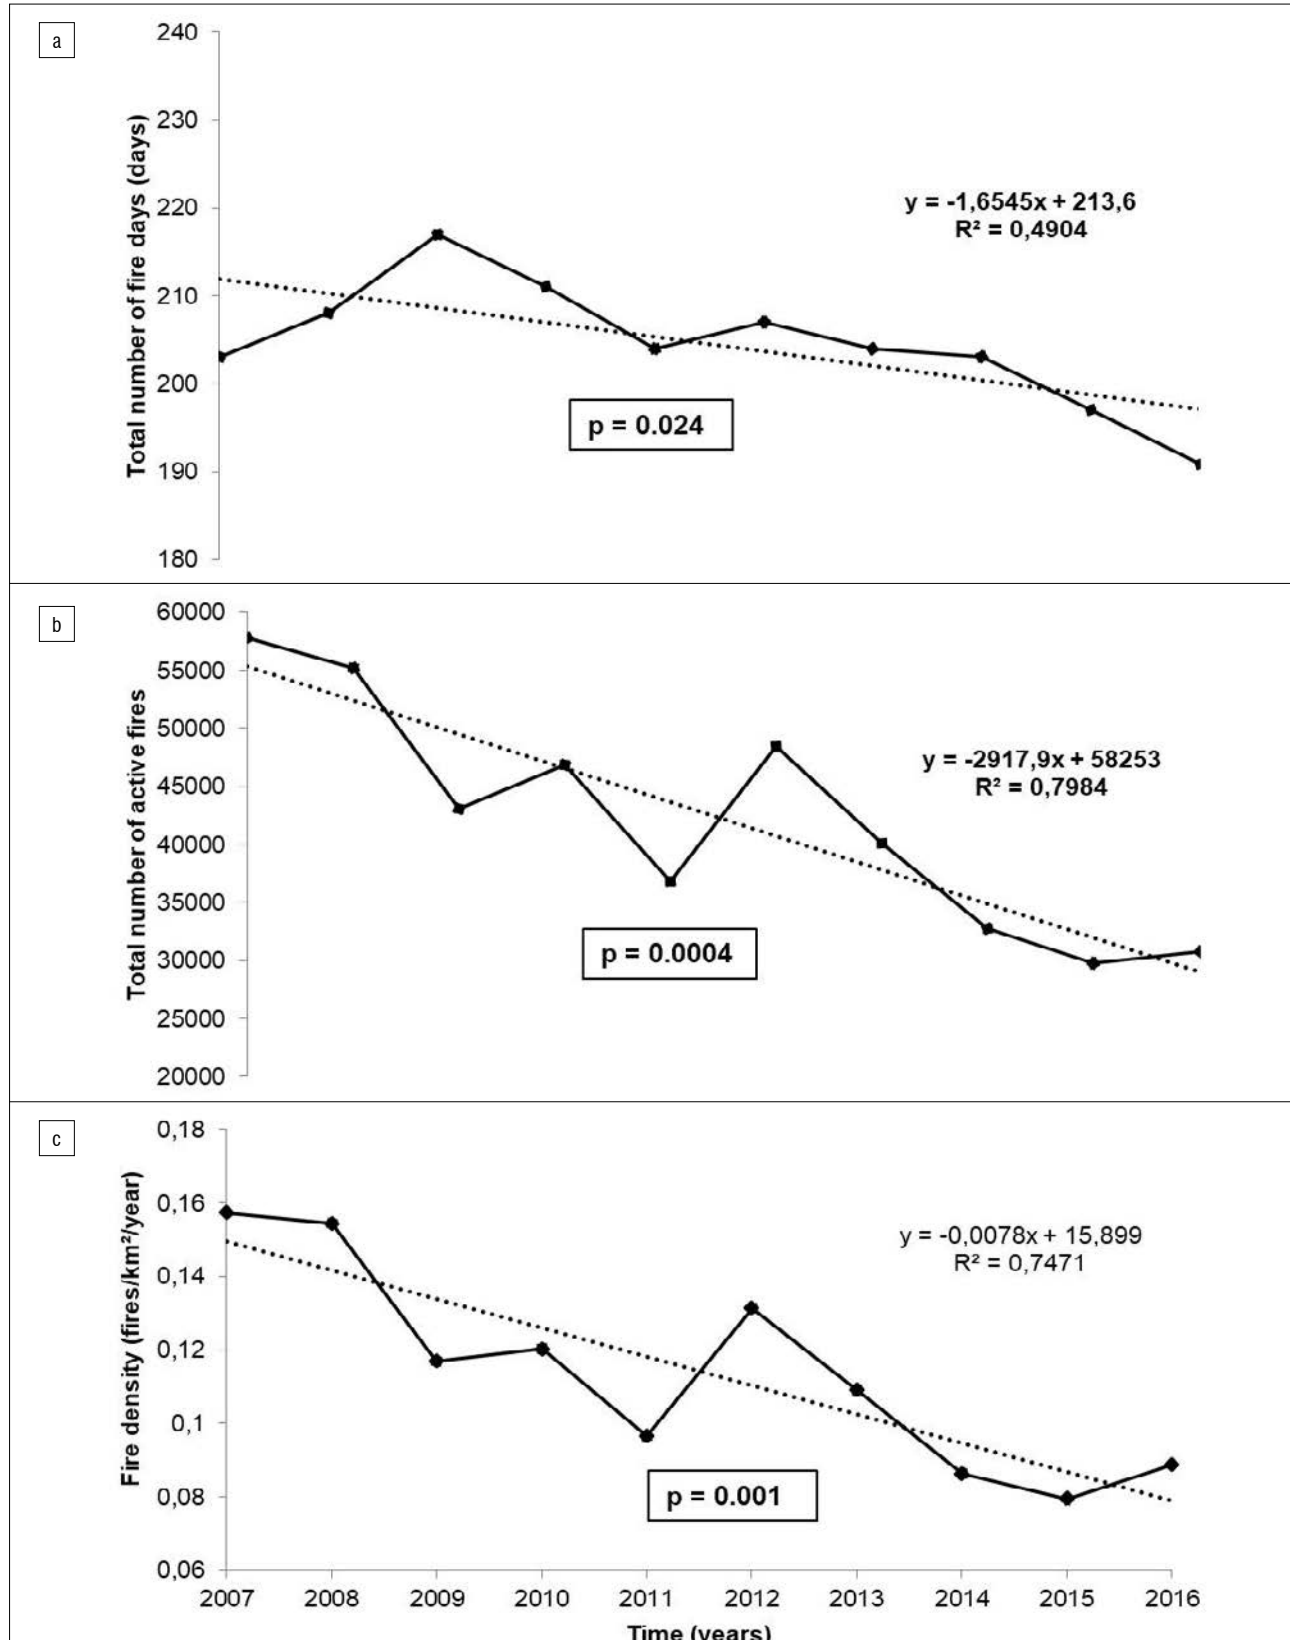 a
Total number of fire days (days)
240
230
220
210
200
190
180
y = -1,6545x + 213,6
R² = 0,4904
p = 0.024
b
Total number of active fires
60000
55000
50000
45000
40000
35000
30000
25000
20000
y = -2917,9x + 58253
R² = 0,7984
p = 0.0004
c
Fire density (fires/km²/year)
0,18
0,16
0,14
0,12
0,1
0,08
0,06
y = -0,0078x + 15,899
R² = 0,7471
p = 0.001
2007 2008 2009 2010 2011 2012 2013 2014 2015 2016
Time (years)